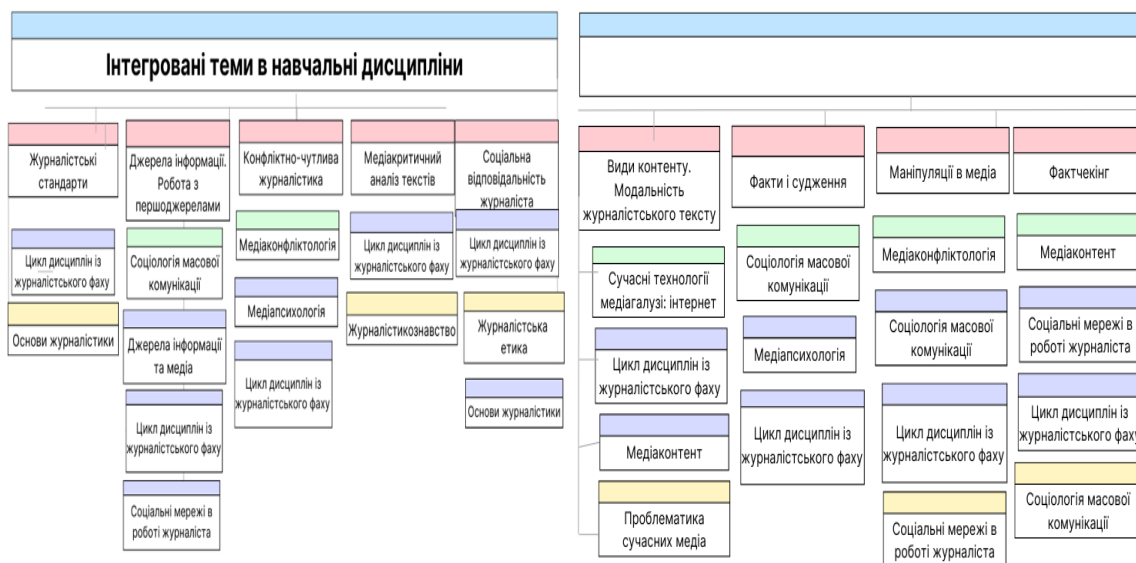 Інтегровані теми в навчальні дисципліни
Журналістські
стандарти
Цикл дисциплін із
журналістського фаху
Основи журналістики
Джерела інформації.
Робота з
першоджерелами
Соціологія масової
комунікації
Джерела інформації
та медіа
Цикл дисциплін із
журналістського фаху
Соціальні мережі в
роботі журналіста
Конфліктно-чутлива
журналістика
Медіаконфліктологія
Медіапсихологія
Цикл дисциплін із
журналістського фаху
Медіакритичний
аналіз текстів
Цикл дисциплін із
журналістського фаху
Журналістикознавство
Соціальна
відповідальність
журналіста
Цикл дисциплін із
журналістського фаху
Журналістська
етика
Основи журналістики
Види контенту.
Модальність
журналістського тексту
Сучасні технології
медіагалузі: інтернет
Цикл дисциплін із
журналістського фаху
Медіаконтент
Проблематика
сучасних медіа
Факти і судження
Соціологія масової
комунікації
Медіапсихологія
Цикл дисциплін із
журналістського фаху
Маніпуляції в медіа
Медіаконфліктологія
Соціологія масової
комунікації
Цикл дисциплін із
журналістського фаху
Соціальні мережі в
роботі журналіста
Фактчекінг
Медіаконтент
Соціальні мережі в
роботі журналіста
Цикл дисциплін із
журналістського фаху
Соціологія масової
комунікації